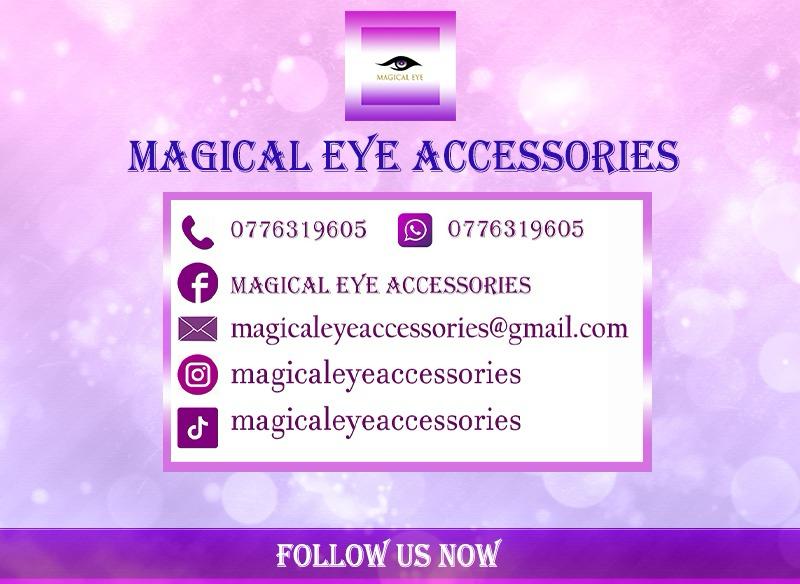 MAGICAL EYE
MAGICAL EYE ACCESSORIES
0776319605 0776319605
MAGICAL EYE ACCESSORIES
magicaleyeaccessories@gmail.com
magicaleyeaccessories
magicaleyeaccessories
FOLLOW US NOW